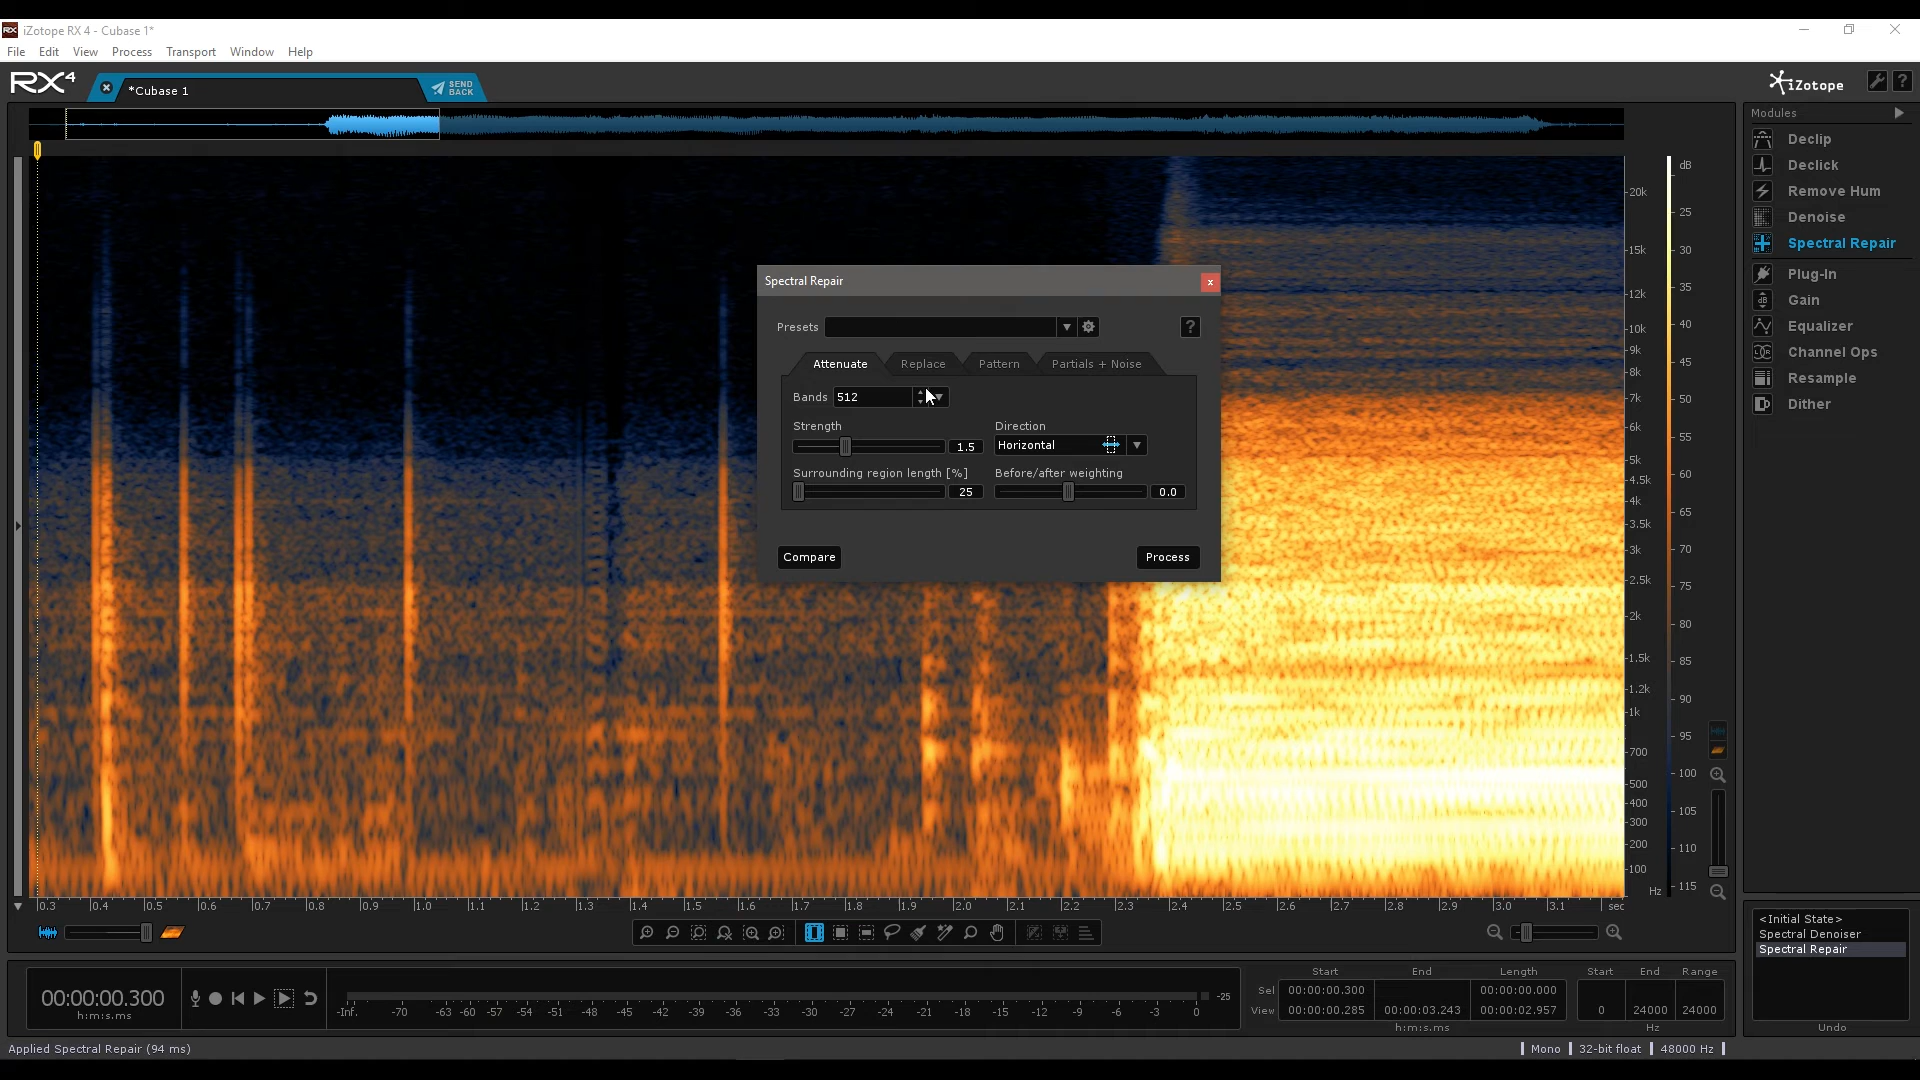 RX iZotope RX 4 - Cubase 1*
File Edit View Process Transport Window Help
RX4 *Cubase 1 SEND BACK iZotope ?
Modules
Declip
Declick
Remove Hum
Denoise
Spectral Repair
Plug-In
dB Gain
Equalizer
Channel Ops
Resample
Dither
dB
25
30
35
40
45
50
55
60
65
70
75
80
85
90
95
100
105
110
115
20k
15k
12k
10k
9k
8k
7k
6k
5k
4.5k
4k
3.5k
3k
2.5k
2k
1.5k
1.2k
1k
700
500
400
300
200
100
Hz
Spectral Repair x
Presets ?
Attenuate Replace Pattern Partials + Noise
Bands 512
Strength Direction
1.5 Horizontal
Surrounding region length [%] Before/after weighting
25 0.0
Compare Process
0.3 0.4 0.5 0.6 0.7 0.8 0.9 1.0 1.1 1.2 1.3 1.4 1.5 1.6 1.7 1.8 1.9 2.0 2.1 2.2 2.3 2.4 2.5 2.6 2.7 2.8 2.9 3.0 3.1 sec
<Initial State>
Spectral Denoiser
Spectral Repair
Undo
00:00:00.300
h:m:s.ms
-25
-Inf. -70 -63 -60 -57 -54 -51 -48 -45 -42 -39 -36 -33 -30 -27 -24 -21 -18 -15 -12 -9 -6 -3 0
Start End Length Start End Range
Sel 00:00:00.300 00:00:00.000
View 00:00:00.285 00:00:03.243 00:00:02.957 0 24000 24000
h:m:s.ms Hz
Applied Spectral Repair (94 ms) Mono 32-bit float 48000 Hz